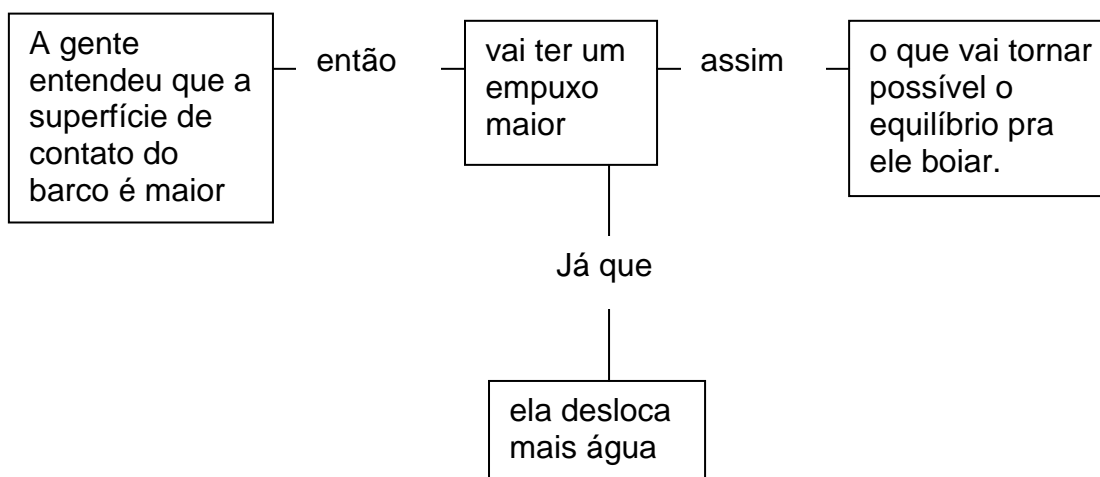 A gente
entendeu que a
superfície de
contato do
barco é maior
então
vai ter um
empuxo
maior
assim
o que vai tornar
possível o
equilíbrio pra
ele boiar.
Já que
ela desloca
mais água